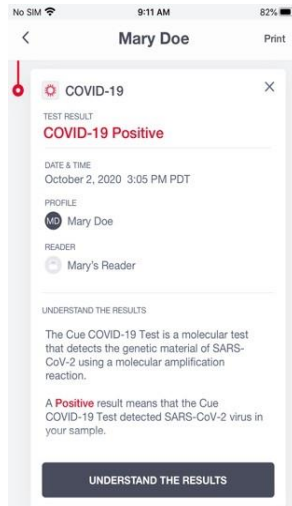 No SIM 9:11 AM 82%
Mary Doe Print
COVID-19
TEST RESULT
COVID-19 Positive
DATE & TIME
October 2, 2020 3:05 PM PDT
PROFILE
MD Mary Doe
READER
Mary's Reader
UNDERSTAND THE RESULTS
The Cue COVID-19 Test is a molecular test
that detects the genetic material of SARS-
CoV-2 using a molecular amplification
reaction.
A Positive result means that the Cue
COVID-19 Test detected SARS-CoV-2 virus in
your sample.
UNDERSTAND THE RESULTS